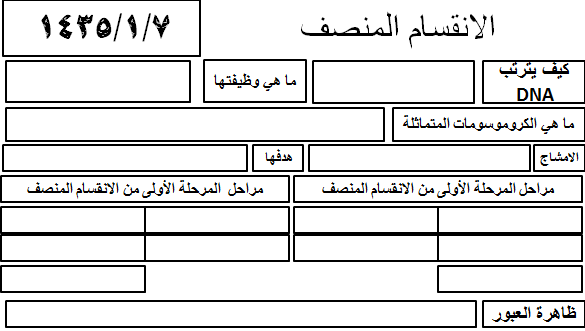 الانقسام المنصف
١٤٣٥/١/٧
كيف يترتب
DNA
ما هي وظيفتها
ما هي الكروموسومات المتماثلة
الامشاج
هدفها
مراحل المرحلة الأولى من الانقسام المنصف
مراحل المرحلة الأولى من الانقسام المنصف
ظاهرة العبور